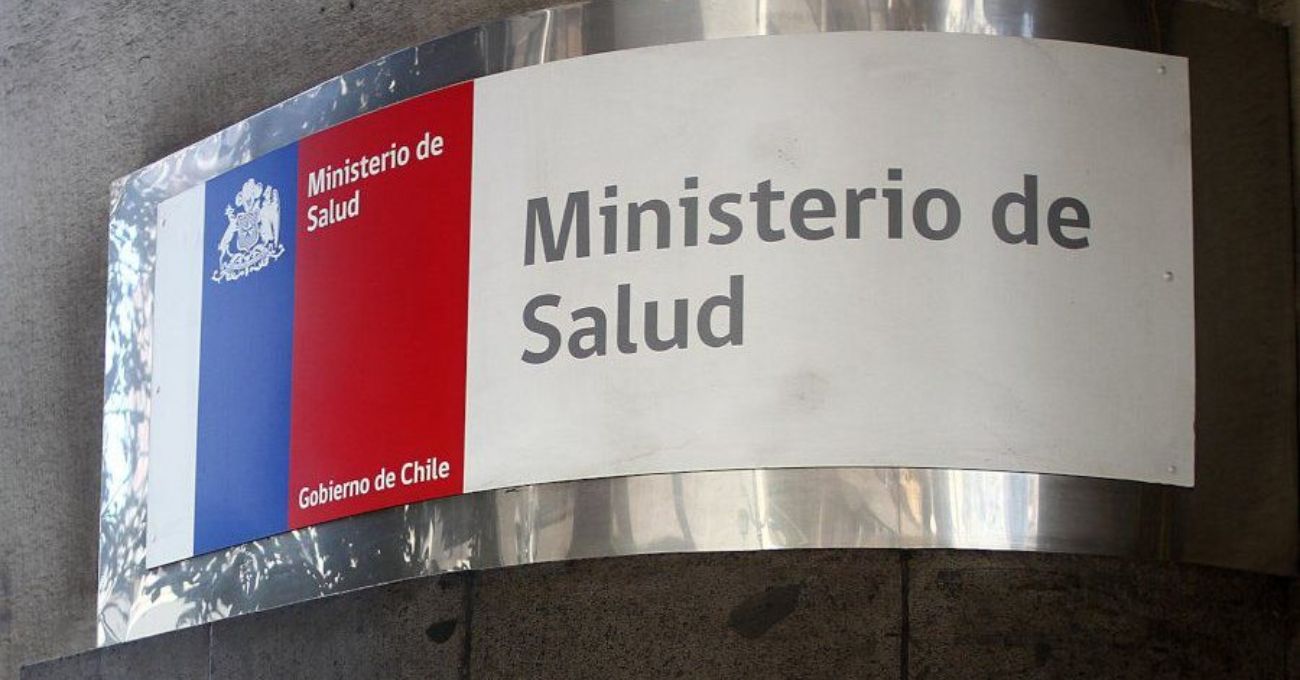 Ministerio de
Salud
Gobierno de Chile
Ministerio de
Salud